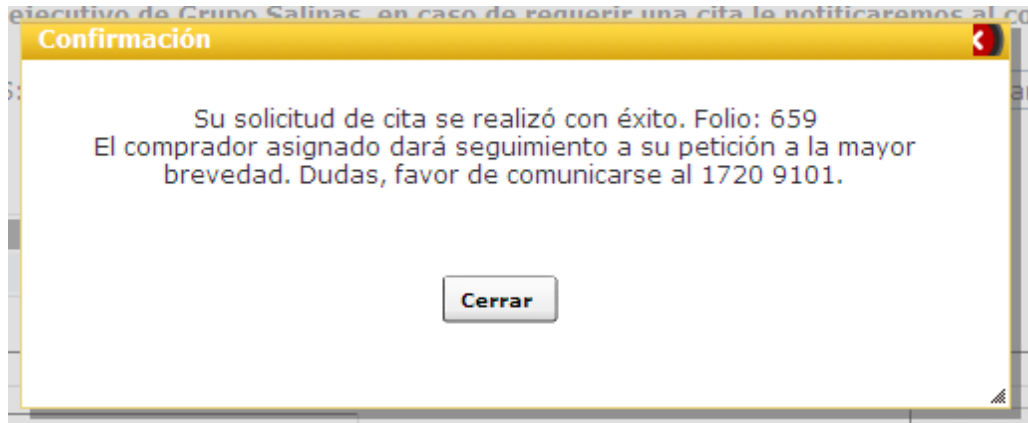 ejecutivo de Grupo Salinas, en caso de requerir una cita le notificaremos al co
Confirmación
Su solicitud de cita se realizó con éxito. Folio: 659
El comprador asignado dará seguimiento a su petición a la mayor
brevedad. Dudas, favor de comunicarse al 1720 9101.
Cerrar